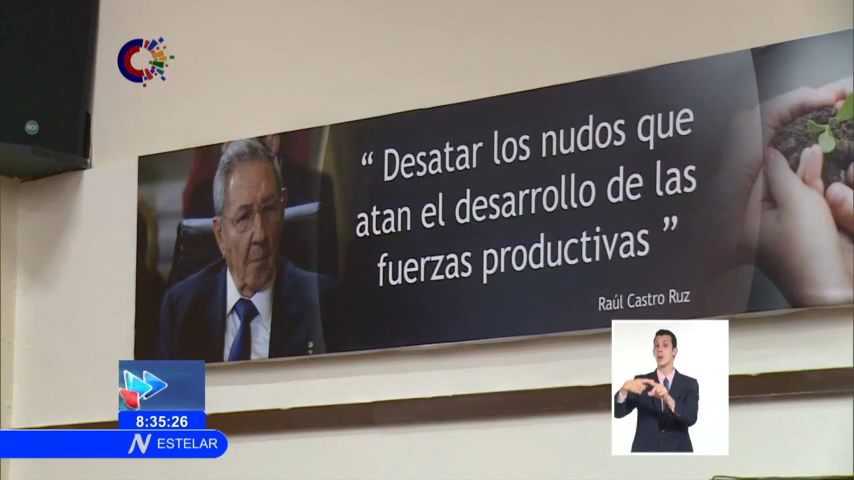 “ Desatar los nudos que
atan el desarrollo de las
fuerzas productivas ”
Raúl Castro Ruz
8:35:26
N ESTELAR